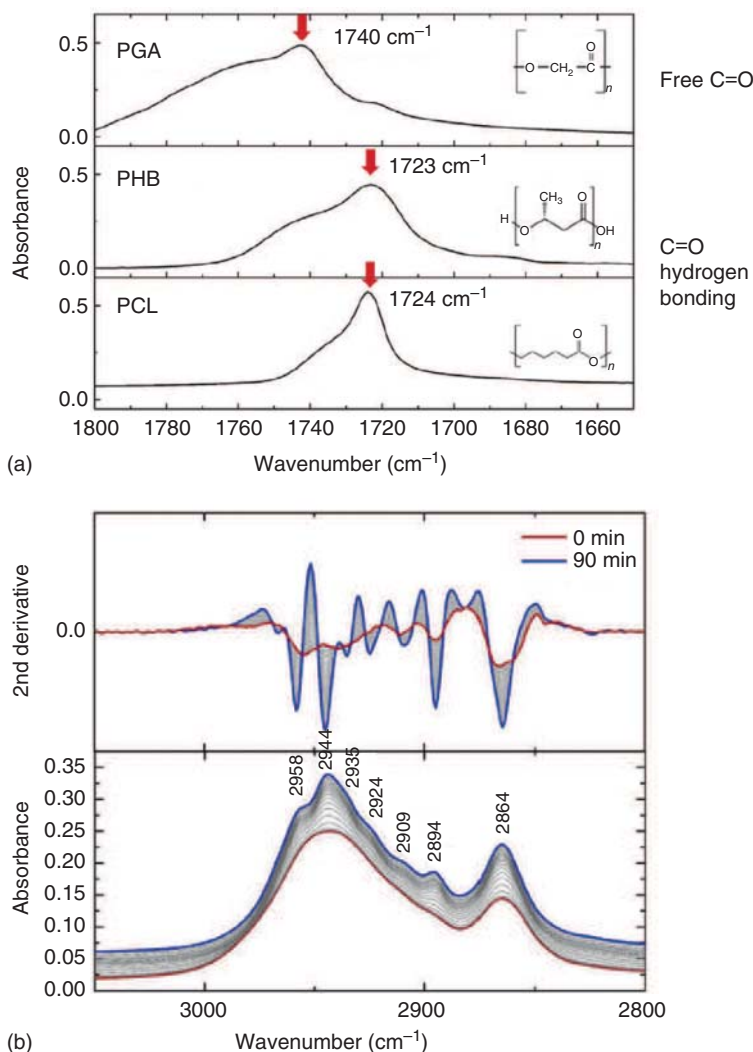 PGA
1740 cm⁻¹
Free C=O
PHB
1723 cm⁻¹
C=O
hydrogen
bonding
PCL
1724 cm⁻¹
0.5
0.0
0.5
0.0
0.5
0.0
Absorbance
O CH₂ C O n
H O CH₃ O OH n
O O n
1800 1780 1760 1740 1720 1700 1680 1660
(a)
Wavenumber (cm⁻¹)
2nd derivative
0.0
0 min
90 min
Absorbance
0.35
0.30
0.25
0.20
0.15
0.10
0.05
0.00
2958
2944
2935
2924
2909
2894
2864
3000 2900 2800
(b)
Wavenumber (cm⁻¹)